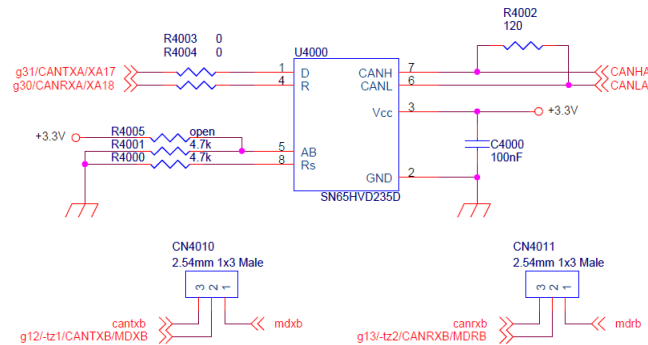 R4002
120
R4003 0
R4004 0
U4000
g31/CANTXA/XA17
1 D
CANH 7
CANHA
g30/CANRXA/XA18
4 R
CANL 6
CANLA
Vcc 3
+3.3V
+3.3V
R4005 open
R4001 4.7k
R4000 4.7k
5 AB
8 Rs
C4000
100nF
GND 2
SN65HVD235D
CN4010
2.54mm 1x3 Male
3 2 1
cantxb
g12/-tz1/CANTXB/MDXB
mdxb
CN4011
2.54mm 1x3 Male
3 2 1
canrxb
g13/-tz2/CANRXB/MDRB
mdrb